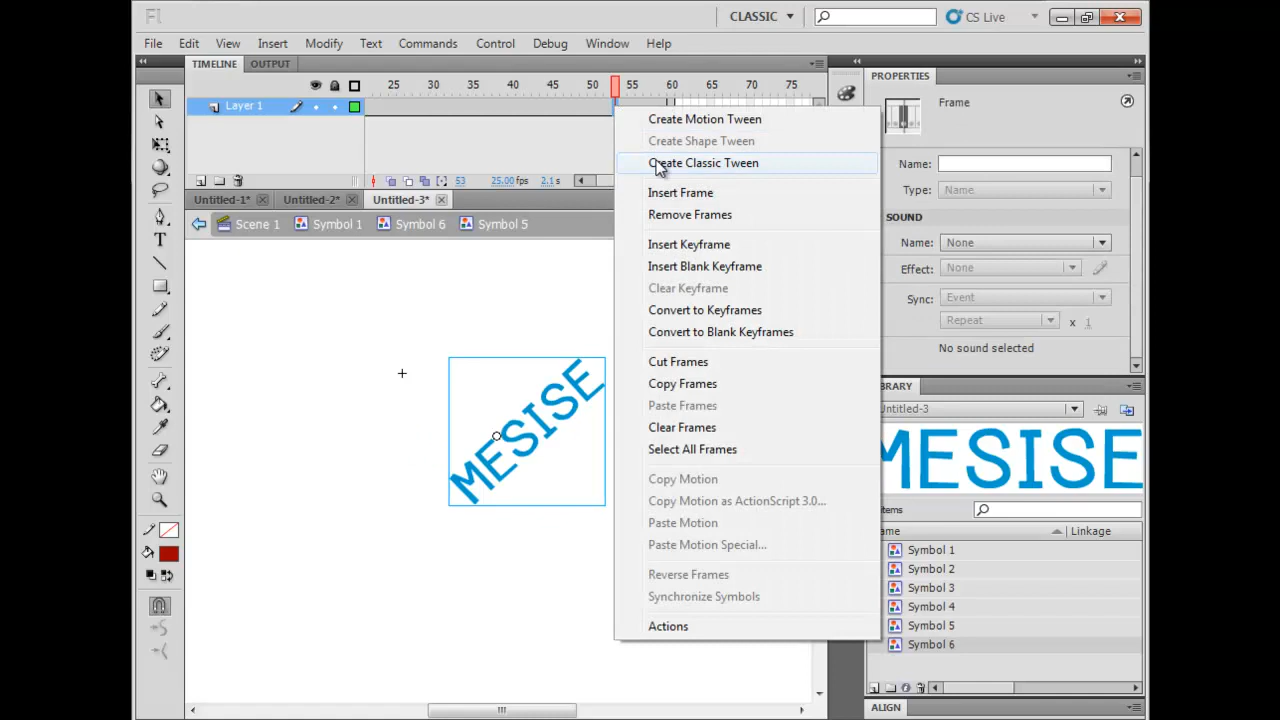 Fl
CLASSIC
CS Live
File Edit View Insert Modify Text Commands Control Debug Window Help
TIMELINE OUTPUT
25 30 35 40 45 50 55 60 65 70 75
Layer 1
53 25.00 fps 2.1 s
Untitled-1* Untitled-2* Untitled-3*
Scene 1 Symbol 1 Symbol 6 Symbol 5
MESISE
Create Motion Tween
Create Shape Tween
Create Classic Tween
Insert Frame
Remove Frames
Insert Keyframe
Insert Blank Keyframe
Clear Keyframe
Convert to Keyframes
Convert to Blank Keyframes
Cut Frames
Copy Frames
Paste Frames
Clear Frames
Select All Frames
Copy Motion
Copy Motion as ActionScript 3.0...
Paste Motion
Paste Motion Special...
Reverse Frames
Synchronize Symbols
Actions
PROPERTIES
Frame
Name:
Type: Name
SOUND
Name: None
Effect: None
Sync: Event
Repeat x 1
No sound selected
BRARY
Untitled-3
MESISE
items
ame Linkage
Symbol 1
Symbol 2
Symbol 3
Symbol 4
Symbol 5
Symbol 6
ALIGN